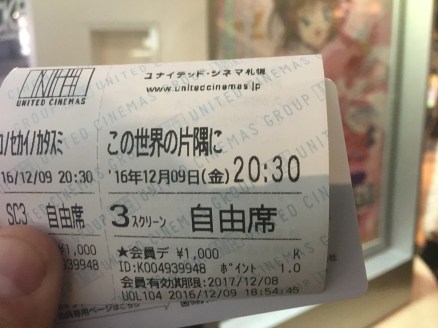 UNITED CINEMAS
ユナイテッド・シネマ札幌
www.unitedcinemas.jp
コノセカイノカタスミ
16/12/09 20:30
SC3 自由席
¥1,000
39948
この世界の片隅に
'16年12月09日(金) 20:30
3スクリーン 自由席
★会員デ ¥1,000 K
ID:K004939948 ポイント 1.0
会員有効期限:2017/12/08
UOL104 2016/12/09 18:54:45
UNITED CINEMAS GROUP